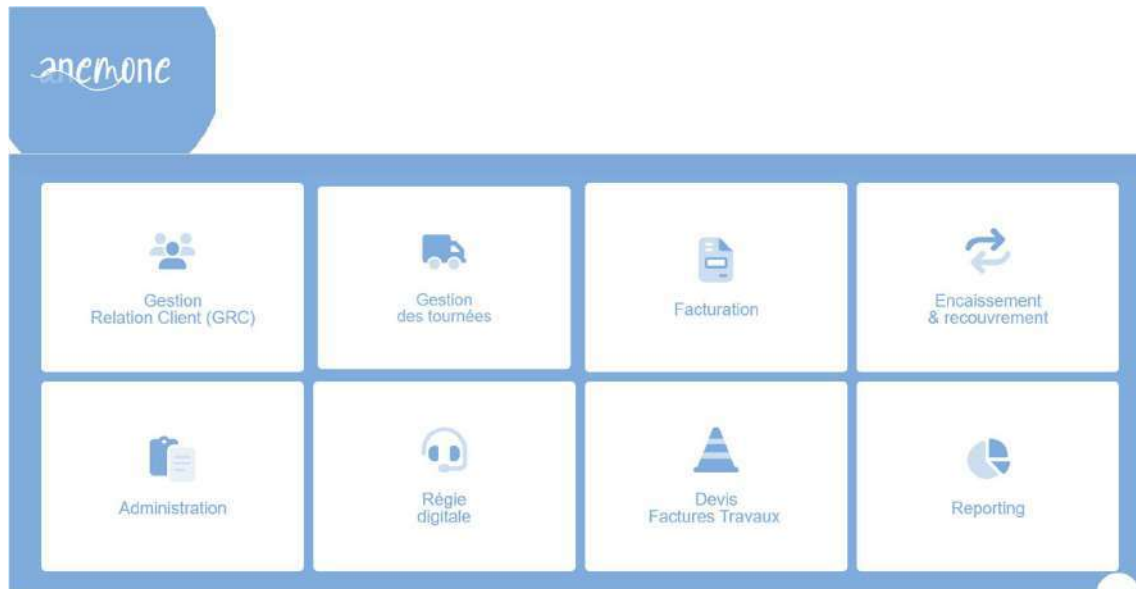 anemone
Gestion
Relation Client (GRC)
Gestion
des tournées
Facturation
Encaissement
& recouvrement
Administration
Régie
digitale
Devis
Factures Travaux
Reporting